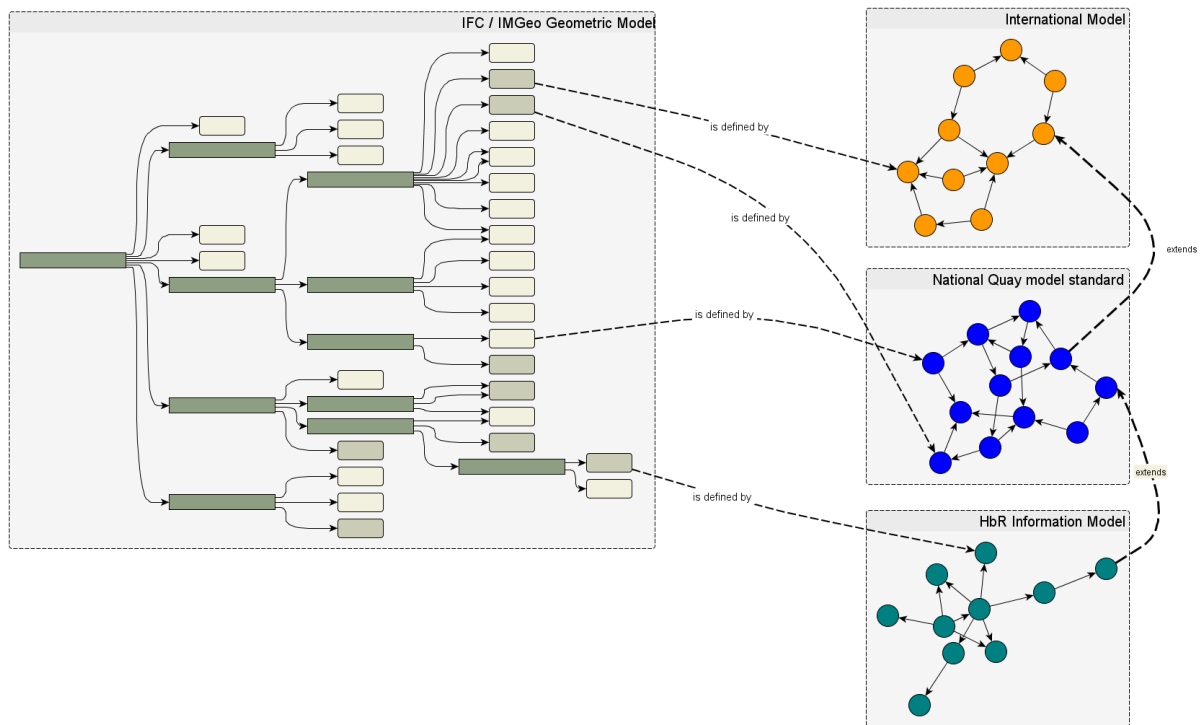 IFC / IMGeo Geometric Model
International Model
is defined by
is defined by
extends
National Quay model standard
is defined by
extends
is defined by
HbR Information Model